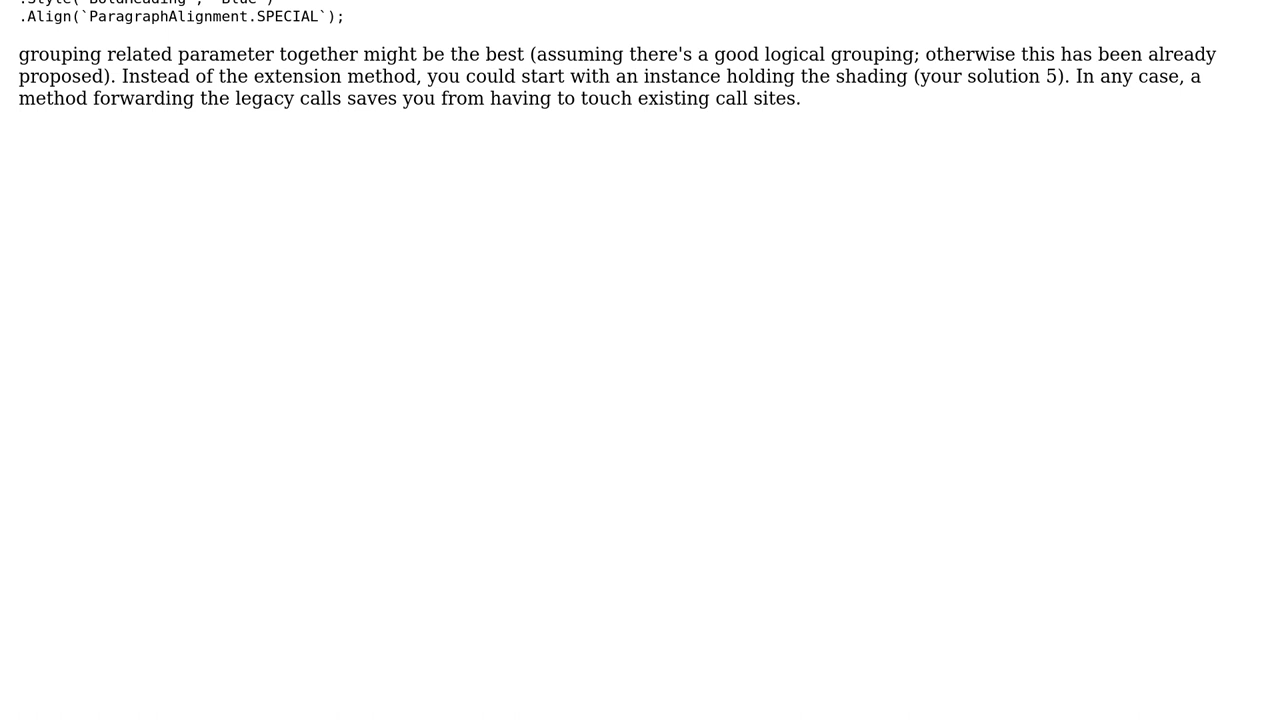 .Align(`ParagraphAlignment.SPECIAL`);
grouping related parameter together might be the best (assuming there's a good logical grouping; otherwise this has been already
proposed). Instead of the extension method, you could start with an instance holding the shading (your solution 5). In any case, a
method forwarding the legacy calls saves you from having to touch existing call sites.